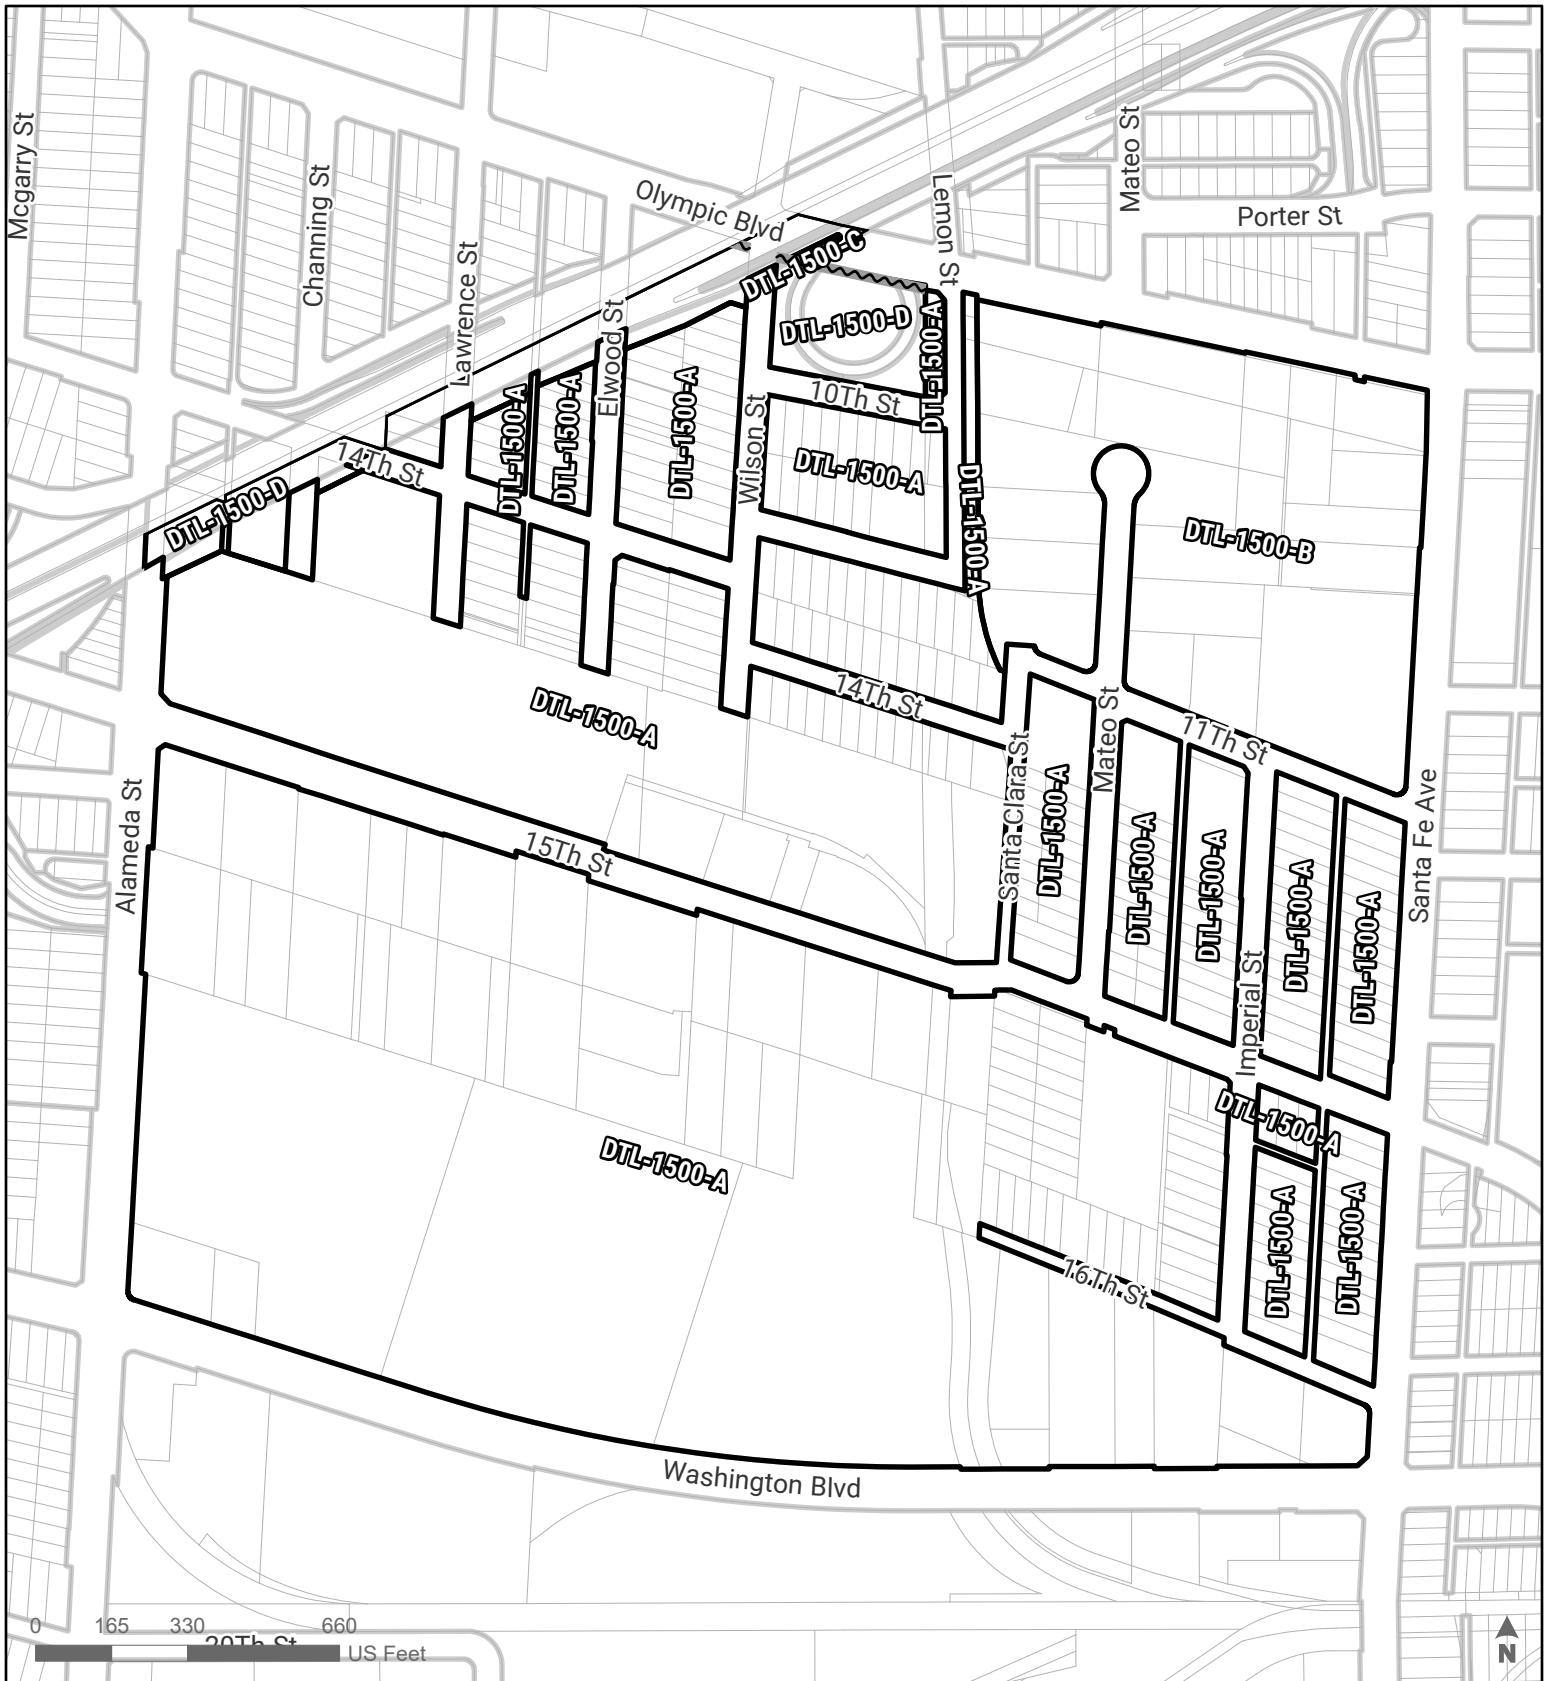 Mcgarry St
Channing St
Lawrence St
Elwood St
Olympic Blvd
Lemon St
Mateo St
Porter St
DTL-1500-C
DTL-1500-D
DTL-1500-A
10Th St
DTL-1500-A
DTL-1500-A
DTL-1500-A
DTL-1500-A
Wilson St
DTL-1500-A
14Th St
DTL-1500-D
DTL-1500-A
DTL-1500-B
DTL-1500-A
14Th St
Santa Clara St
DTL-1500-A
Mateo St
11Th St
Santa Fe Ave
Alameda St
15Th St
DTL-1500-A
DTL-1500-A
DTL-1500-A
DTL-1500-A
Imperial St
DTL-1500-A
DTL-1500-A
DTL-1500-A
DTL-1500-A
16Th St
Washington Blvd
0 165 330 660
US Feet
20Th St
N